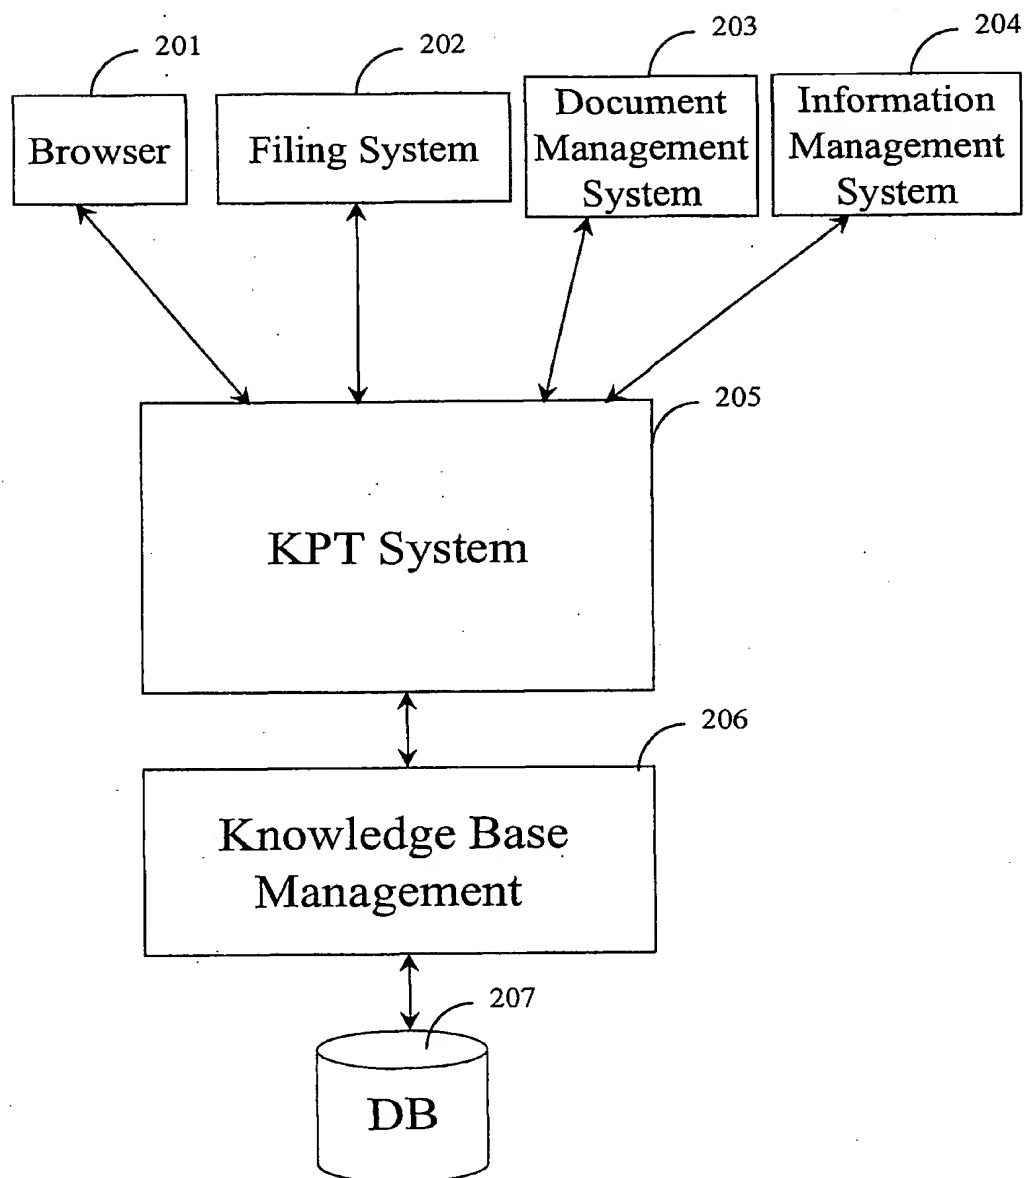 201
202
203
204
Browser
Filing System
Document
Management
System
Information
Management
System
205
KPT System
206
Knowledge Base
Management
207
DB